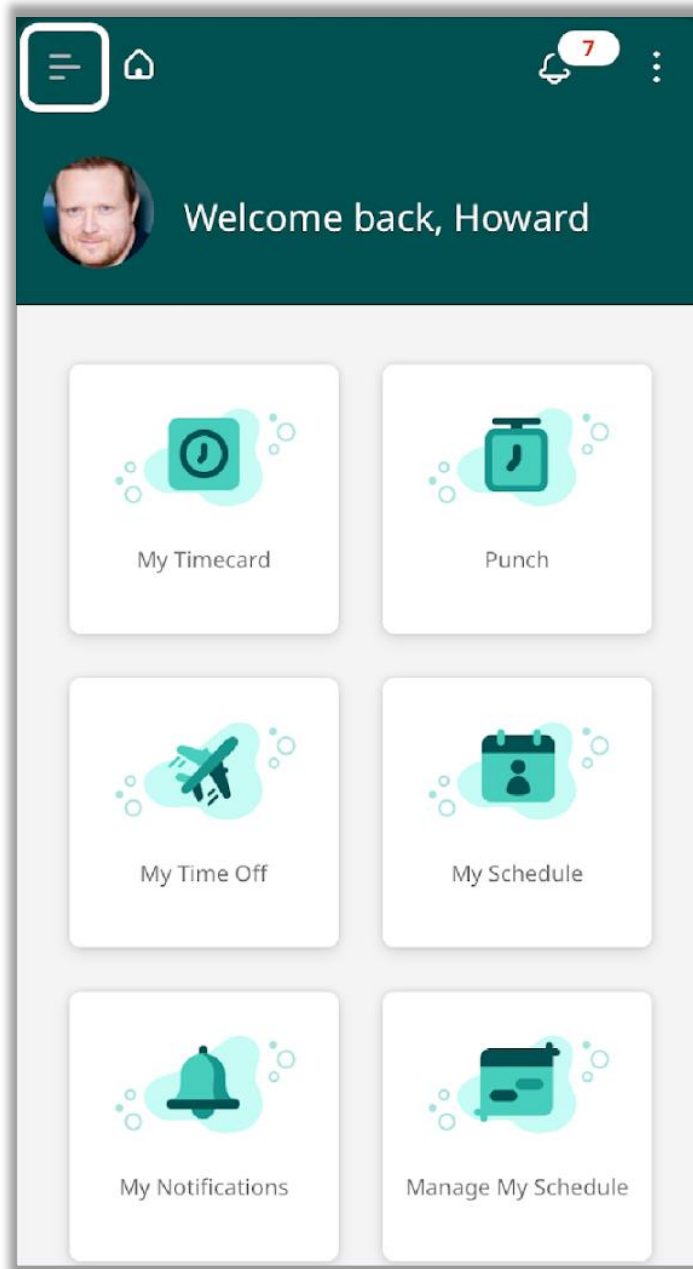 7
Welcome back, Howard
My Timecard
Punch
My Time Off
My Schedule
My Notifications
Manage My Schedule